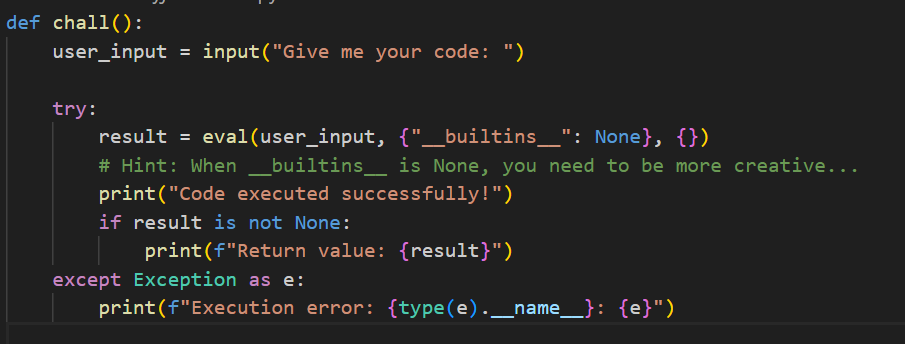 def chall():
    user_input = input("Give me your code: ")
    try:
        result = eval(user_input, {"__builtins__": None}, {})
        # Hint: When __builtins__ is None, you need to be more creative...
        print("Code executed successfully!")
        if result is not None:
            print(f"Return value: {result}")
    except Exception as e:
        print(f"Execution error: {type(e).__name__}: {e}")